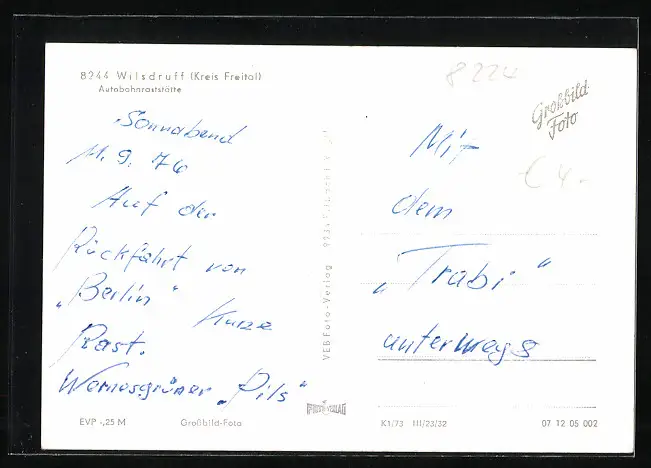 8244 Wilsdruff (Kreis Freital)
Autobahnraststätte
8224
Großbild-
Foto
€ 4.-
Sonnabend
11. 9. 76
Auf der
Rückfahrt von
„Berlin“ Kurze
Rast.
Wernesgrüner „Pils“
Mit
dem
„Trabi“
unterwegs
VEB Foto-Verlag
EVP -,25 M
Großbild-Foto
K1/73 III/23/32
07 12 05 002